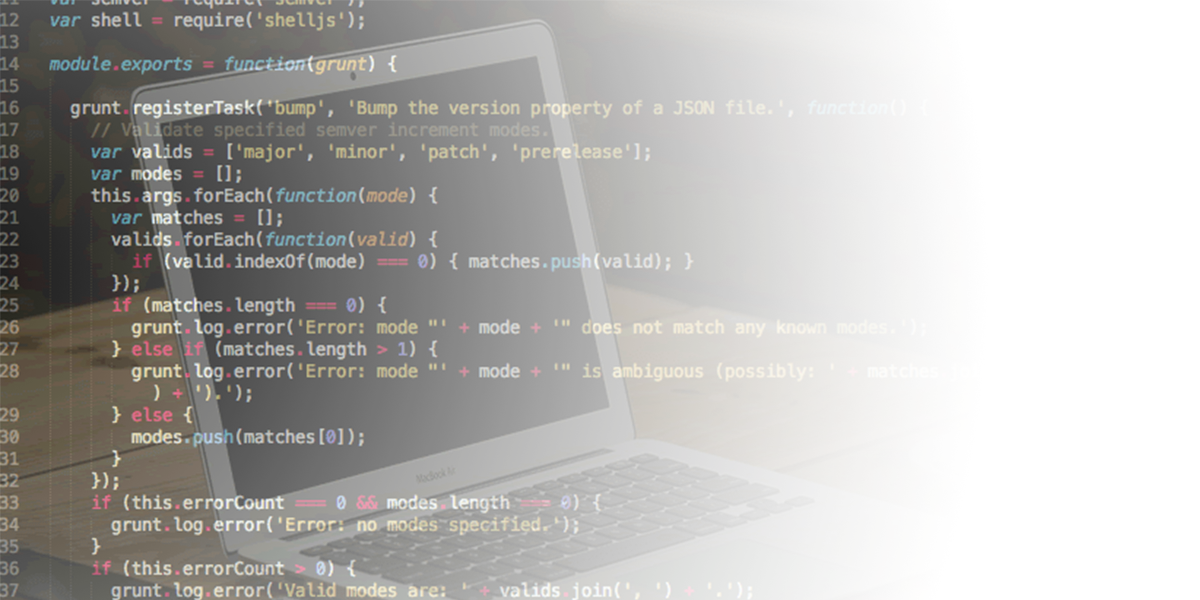 11 var semver = require('semver');
12 var shell = require('shelljs');
13
14 module.exports = function(grunt) {
15
16 grunt.registerTask('bump', 'Bump the version property of a JSON file.', function() {
17 // Validate specified semver increment modes.
18 var valids = ['major', 'minor', 'patch', 'prerelease'];
19 var modes = [];
20 this.args.forEach(function(mode) {
21 var matches = [];
22 valids.forEach(function(valid) {
23 if (valid.indexOf(mode) === 0) { matches.push(valid); }
24 });
25 if (matches.length === 0) {
26 grunt.log.error('Error: mode "' + mode + '" does not match any known modes.');
27 } else if (matches.length > 1) {
28 grunt.log.error('Error: mode "' + mode + '" is ambiguous (possibly: ' + matches
) + ').');
29 } else {
30 modes.push(matches[0]);
31 }
32 });
33 if (this.errorCount === 0 && modes.length === 0) {
34 grunt.log.error('Error: no modes specified.');
35 }
36 if (this.errorCount > 0) {
37 grunt.log.error('Valid modes are: ' + valids.join(', ') + '.');
MacBook Air